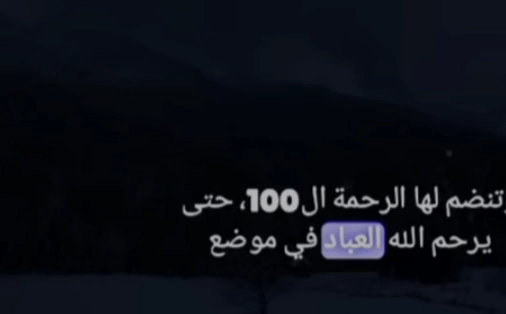 وتنضم لها الرحمة ال100، حتى
يرحم الله العباد في موضع